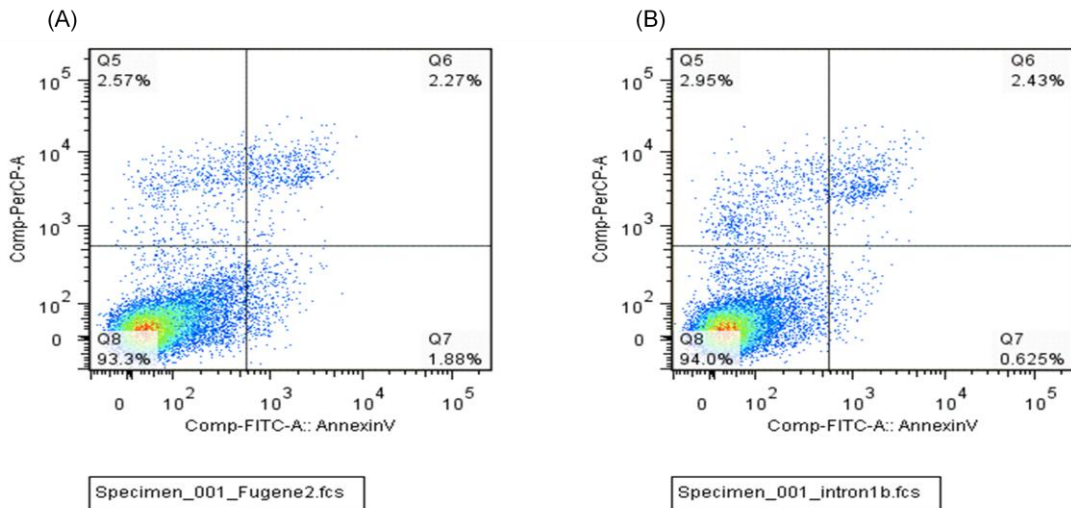 (A)
(B)
Q5
2.57%
Q6
2.27%
10^5
10^4
10^3
10^2
0
Comp-PerCP-A
Q8
93.3%
Q7
1.88%
0 10^2 10^3 10^4 10^5
Comp-FITC-A:: AnnexinV
Specimen_001_Fugene2.fcs
Q5
2.95%
Q6
2.43%
10^5
10^4
10^3
10^2
0
Comp-PerCP-A
Q8
94.0%
Q7
0.625%
0 10^2 10^3 10^4 10^5
Comp-FITC-A:: AnnexinV
Specimen_001_intron1b.fcs